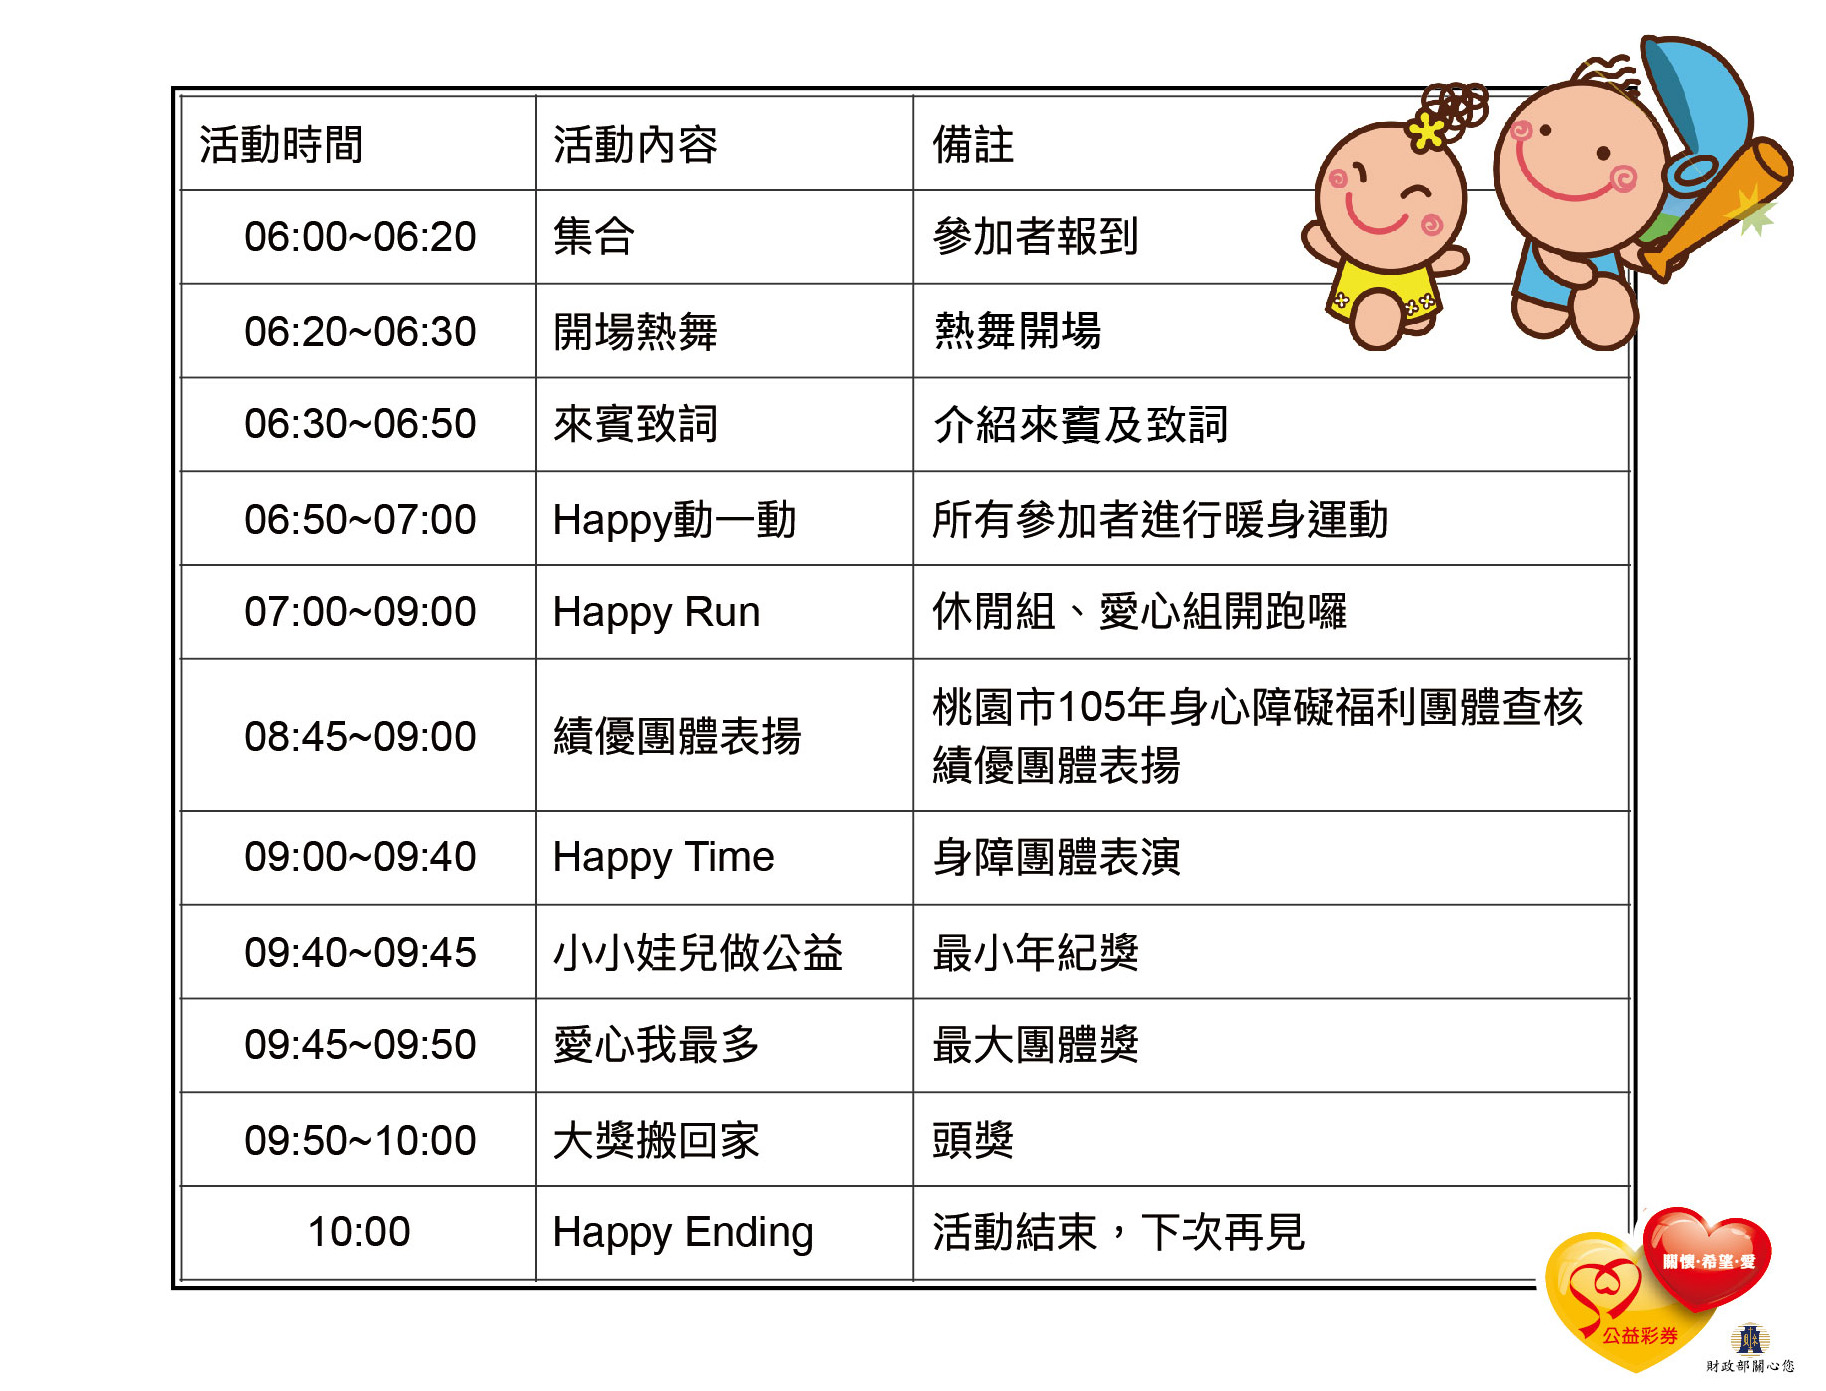 活動時間 活動內容 備註
06:00~06:20 集合 參加者報到
06:20~06:30 開場熱舞 熱舞開場
06:30~06:50 來賓致詞 介紹來賓及致詞
06:50~07:00 Happy動一動 所有參加者進行暖身運動
07:00~09:00 Happy Run 休閒組、愛心組開跑囉
08:45~09:00 績優團體表揚 桃園市105年身心障礙福利團體查核
績優團體表揚
09:00~09:40 Happy Time 身障團體表演
09:40~09:45 小小娃兒做公益 最小年紀獎
09:45~09:50 愛心我最多 最大團體獎
09:50~10:00 大獎搬回家 頭獎
10:00 Happy Ending 活動結束，下次再見
關懷·希望·愛
公益彩券
財政部關心您